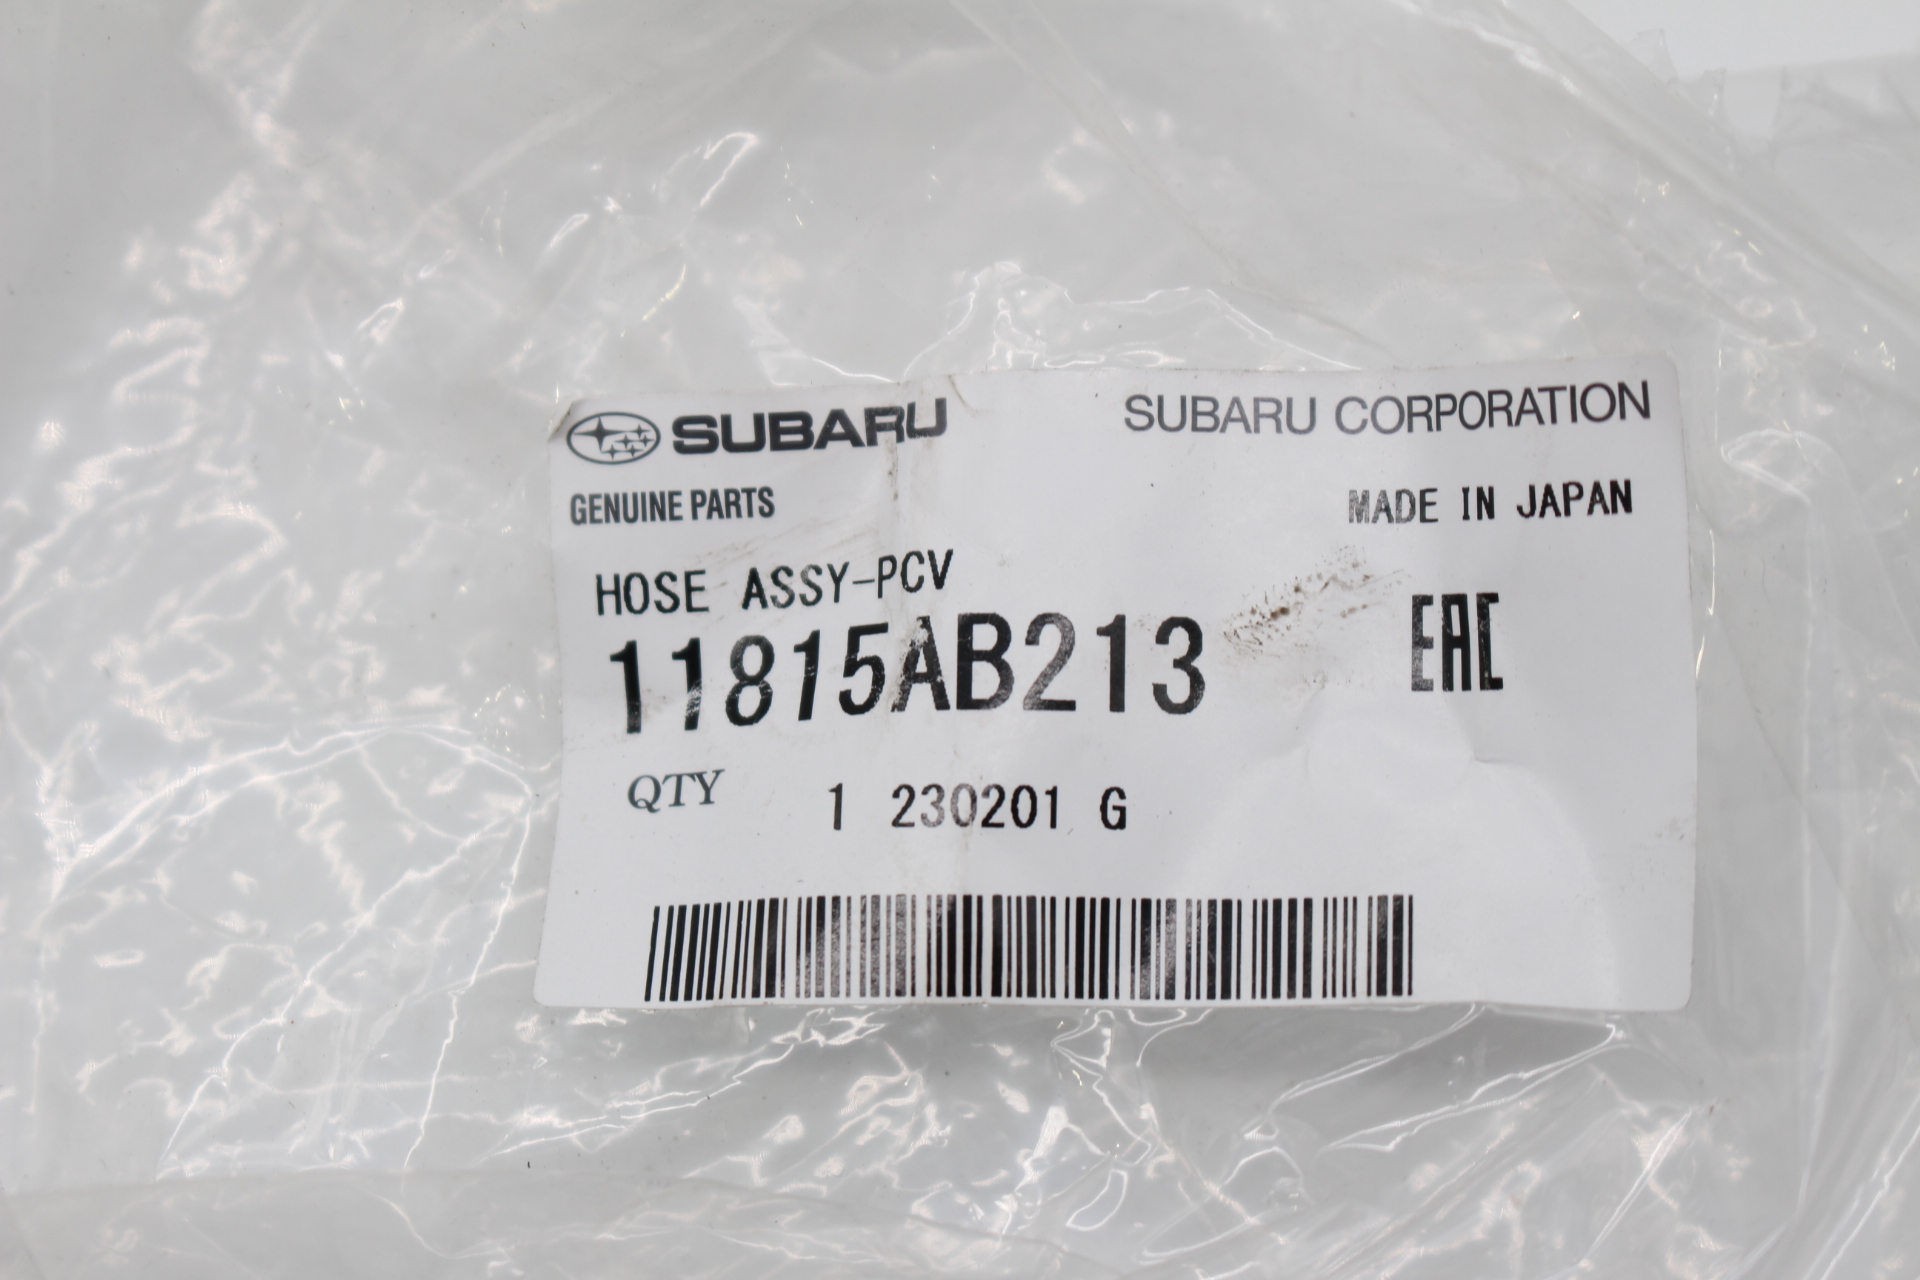 SUBARU SUBARU CORPORATION
GENUINE PARTS MADE IN JAPAN
HOSE ASSY-PCV
11815AB213 EAC
QTY 1 230201 G